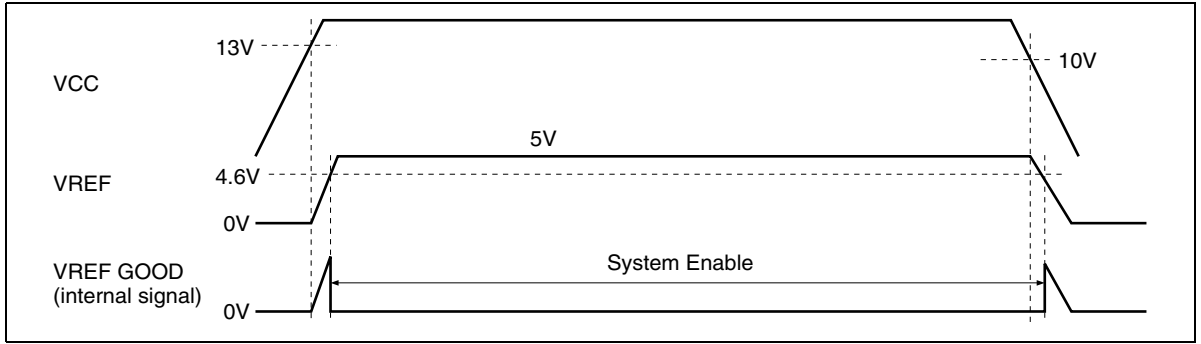 13V
VCC
10V
5V
VREF
4.6V
0V
VREF GOOD
(internal signal)
System Enable
0V